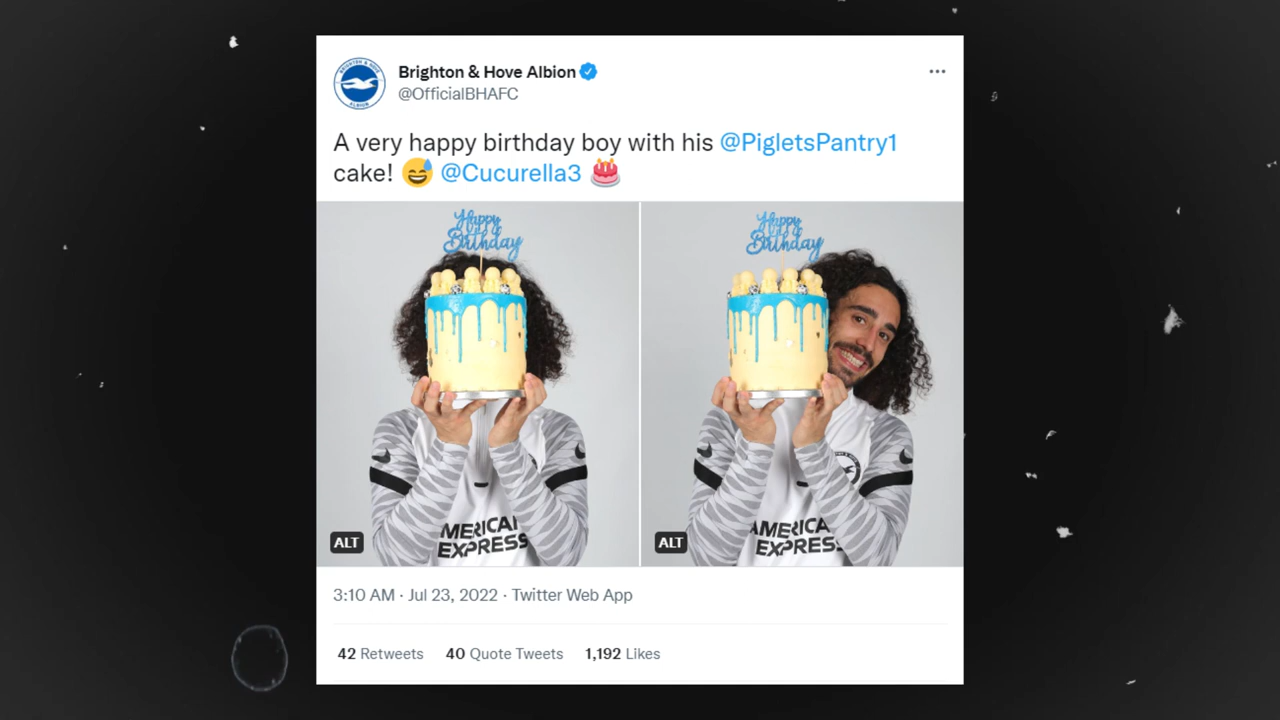 Brighton & Hove Albion
@OfficialBHAFC
A very happy birthday boy with his @PigletsPantry1
cake! 😅 @Cucurella3 🎂
Happy
Birthday
Happy
Birthday
MERICAN
EXPRESS
AMERICA
EXPRESS
ALT
ALT
3:10 AM · Jul 23, 2022 · Twitter Web App
42 Retweets 40 Quote Tweets 1,192 Likes